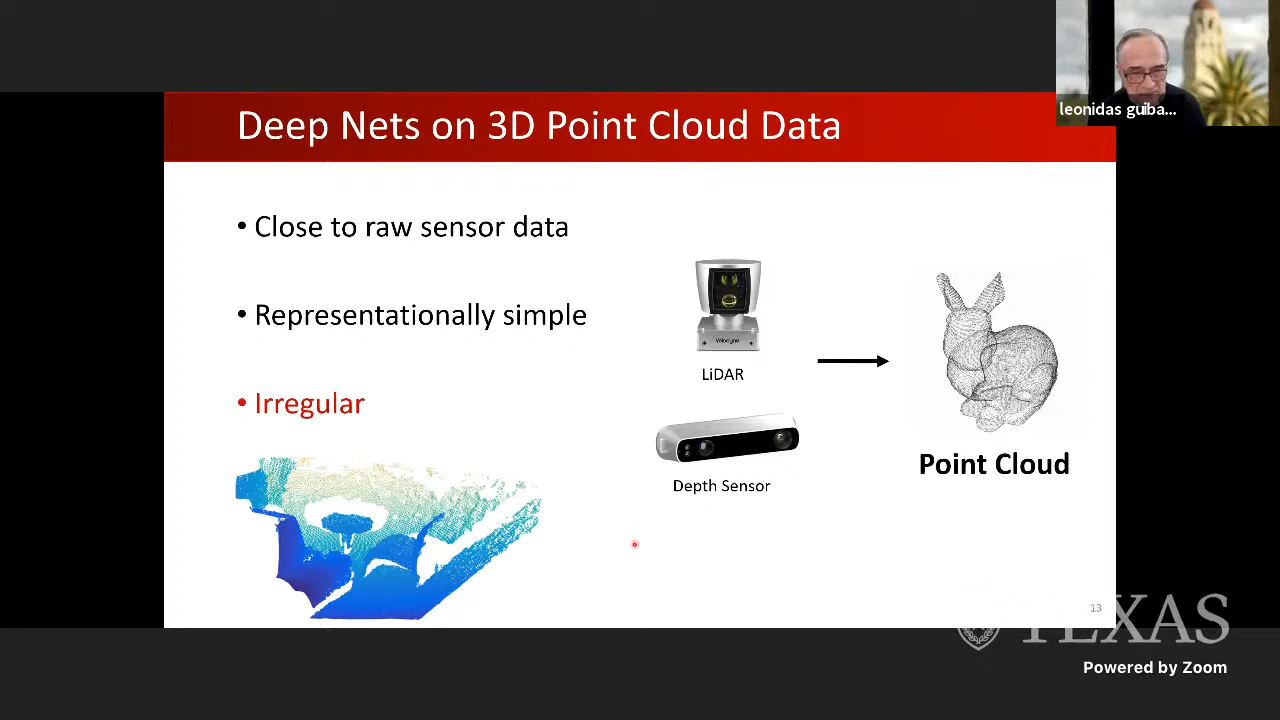 leonidas guiba...
Deep Nets on 3D Point Cloud Data
• Close to raw sensor data
• Representationally simple
• Irregular
Velodyne
LiDAR
Depth Sensor
Point Cloud
13
TEXAS
Powered by Zoom